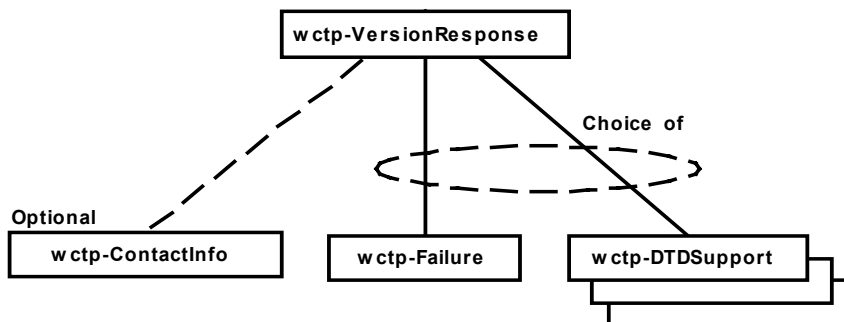 wctp-VersionResponse
Choice of
Optional
wctp-ContactInfo
wctp-Failure
wctp-DTDSupport